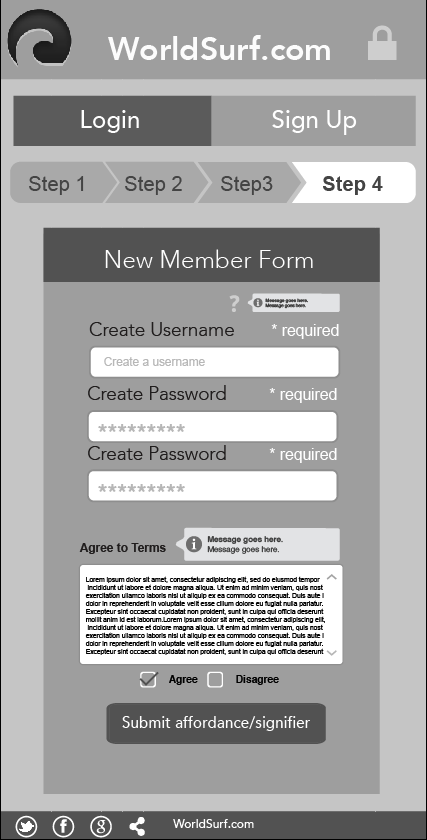 WorldSurf.com
Login Sign Up
Step 1 Step 2 Step3 Step 4
New Member Form
? Message goes here.
Message goes here.
Create Username * required
Create a username
Create Password * required
*********
Create Password * required
*********
Agree to Terms
Message goes here.
Message goes here.
Lorem ipsum dolor sit amet, consectetur adipiscing elit, sed do eiusmod tempor
incididunt ut labore et dolore magna aliqua. Ut enim ad minim veniam, quis nost
exercitation ullamco laboris nisi ut aliquip ex ea commodo consequat. Duis aute i
dolor in reprehenderit in voluptate velit esse cillum dolore eu fugiat nulla pariatur.
Excepteur sint occaecat cupidatat non proident, sunt in culpa qui officia deserunt
mollit anim id est laborum.Lorem ipsum dolor sit amet, consectetur adipiscing elit,
incididunt ut labore et dolore magna aliqua. Ut enim ad minim veniam, quis nost
exercitation ullamco laboris nisi ut aliquip ex ea commodo consequat. Duis aute i
dolor in reprehenderit in voluptate velit esse cillum dolore eu fugiat nulla pariatur.
Excepteur sint occaecat cupidatat non proident, sunt in culpa qui officia deserunt
Agree Disagree
Submit affordance/signifier
WorldSurf.com